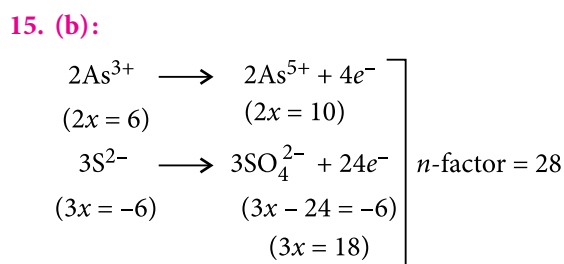 15. (b):
2As³⁺ ⟶ 2As⁵⁺ + 4e⁻
(2x = 6) (2x = 10)
3S²⁻ ⟶ 3SO₄²⁻ + 24e⁻ n-factor = 28
(3x = –6) (3x – 24 = –6)
(3x = 18)